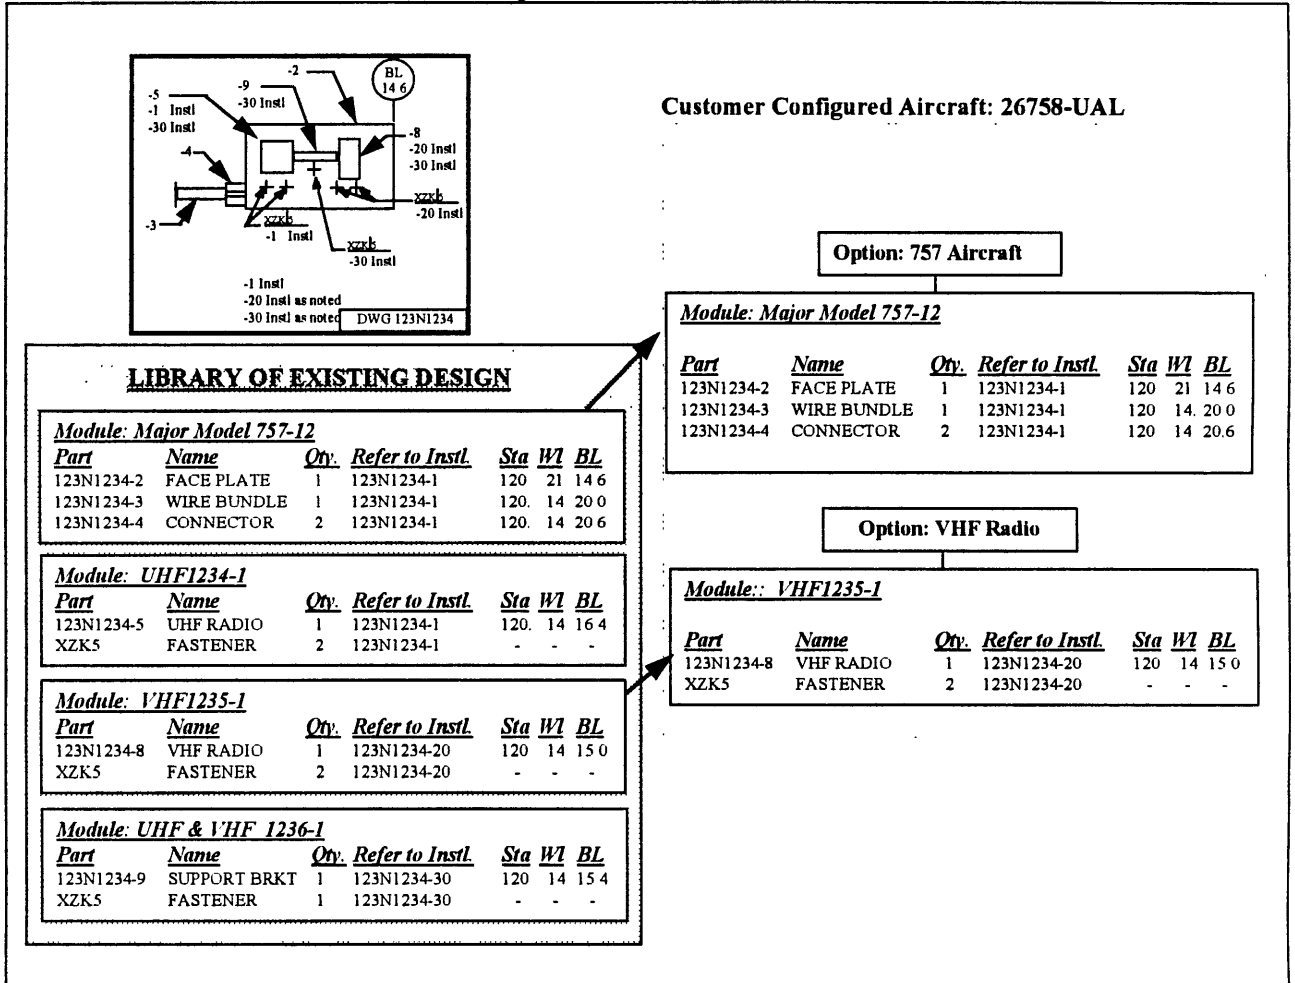 -2
BL
14 6
-9
-30 Instl
-5
-1 Instl
-30 Instl
-4
-8
-20 Instl
-30 Instl
XZK5
-20 Instl
-3
XZK5
-1 Instl
XZK5
-30 Instl
-1 Instl
-20 Instl as noted
-30 Instl as noted
DWG 123N1234
Customer Configured Aircraft: 26758-UAL
LIBRARY OF EXISTING DESIGN
Module: Major Model 757-12
Part Name Qty. Refer to Instl. Sta Wl BL
123N1234-2 FACE PLATE 1 123N1234-1 120 21 14 6
123N1234-3 WIRE BUNDLE 1 123N1234-1 120. 14 20 0
123N1234-4 CONNECTOR 2 123N1234-1 120. 14 20 6
Module: UHF1234-1
Part Name Qty. Refer to Instl. Sta Wl BL
123N1234-5 UHF RADIO 1 123N1234-1 120. 14 16 4
XZK5 FASTENER 2 123N1234-1 - - -
Module: VHF1235-1
Part Name Qty. Refer to Instl. Sta Wl BL
123N1234-8 VHF RADIO 1 123N1234-20 120 14 15 0
XZK5 FASTENER 2 123N1234-20 - - -
Module: UHF & VHF 1236-1
Part Name Qty. Refer to Instl. Sta Wl BL
123N1234-9 SUPPORT BRKT 1 123N1234-30 120 14 15 4
XZK5 FASTENER 1 123N1234-30 - - -
Option: 757 Aircraft
Module: Major Model 757-12
Part Name Qty. Refer to Instl. Sta Wl BL
123N1234-2 FACE PLATE 1 123N1234-1 120 21 14 6
123N1234-3 WIRE BUNDLE 1 123N1234-1 120 14. 20 0
123N1234-4 CONNECTOR 2 123N1234-1 120 14 20.6
Option: VHF Radio
Module:: VHF1235-1
Part Name Qty. Refer to Instl. Sta Wl BL
123N1234-8 VHF RADIO 1 123N1234-20 120 14 15 0
XZK5 FASTENER 2 123N1234-20 - - -